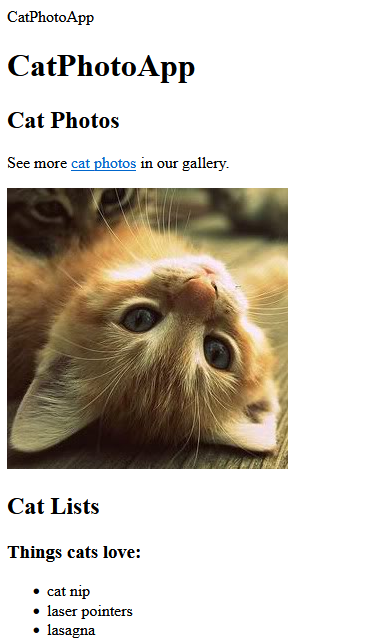 CatPhotoApp
CatPhotoApp
Cat Photos
See more cat photos in our gallery.
Cat Lists
Things cats love:
cat nip
laser pointers
lasagna